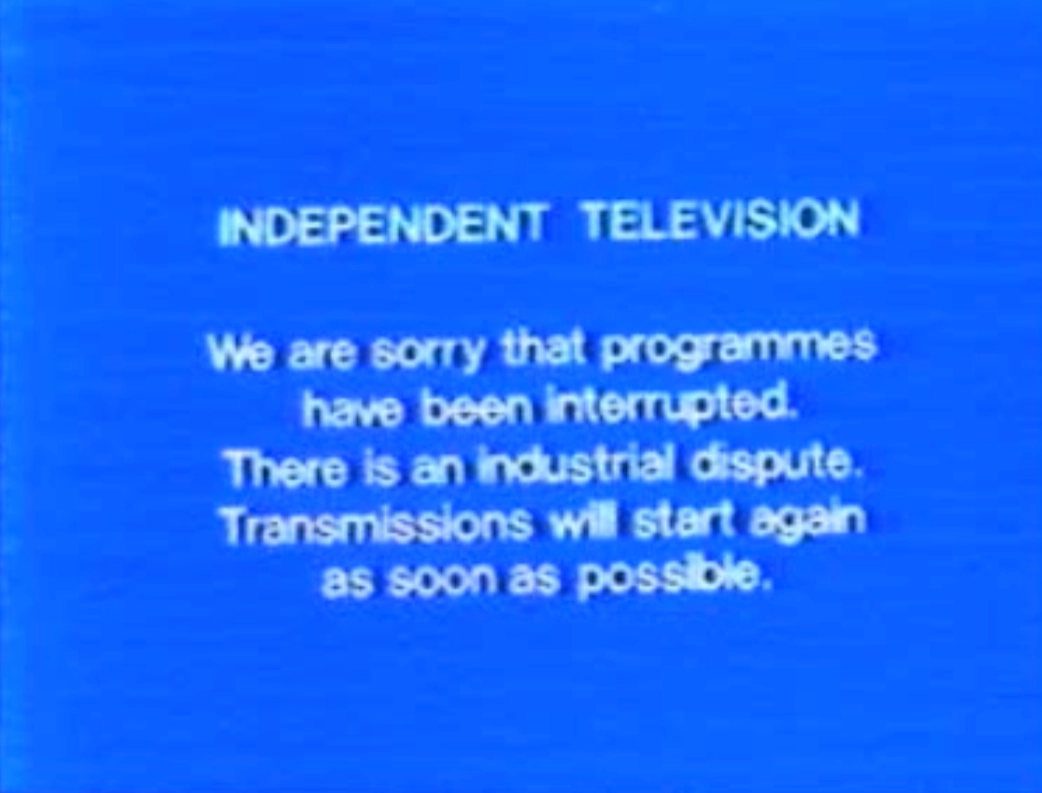 INDEPENDENT TELEVISION
We are sorry that programmes
have been interrupted.
There is an industrial dispute.
Transmissions will start again
as soon as possible.